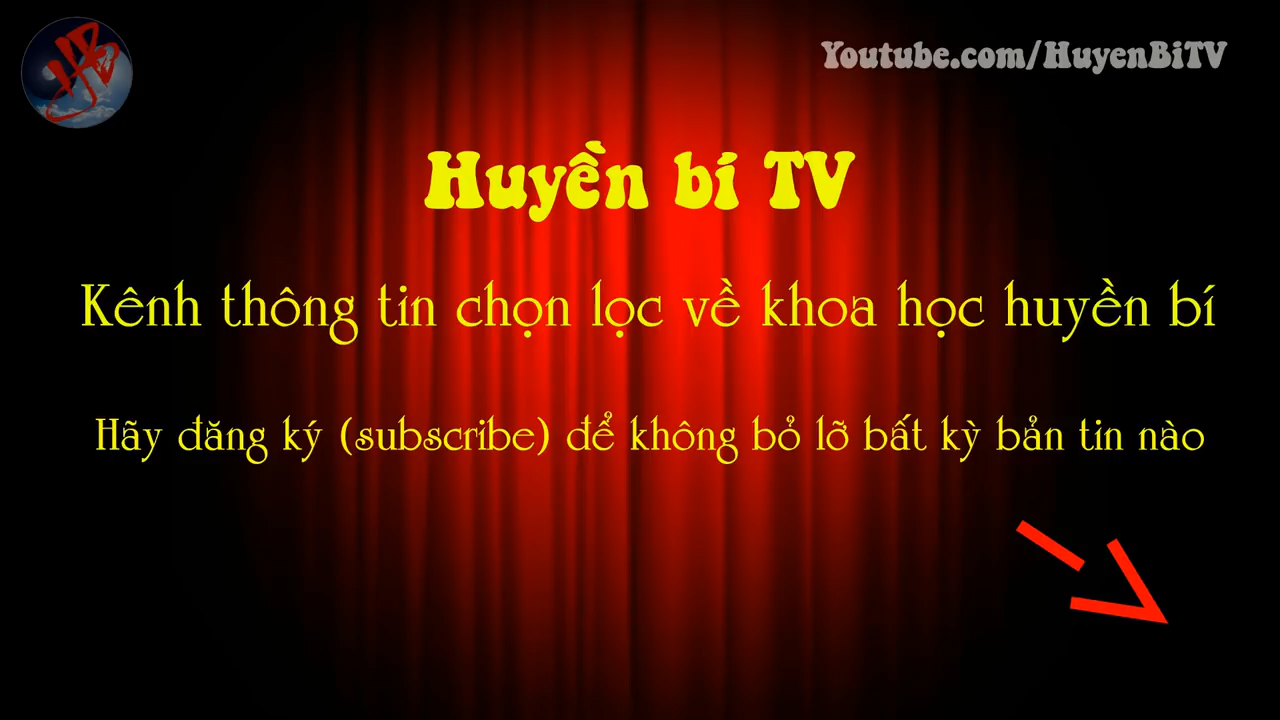 Youtube.com/HuyenBiTV
Huyền bí TV
Kênh thông tin chọn lọc về khoa học huyền bí
Hãy đăng ký (subscribe) để không bỏ lỡ bất kỳ bản tin nào